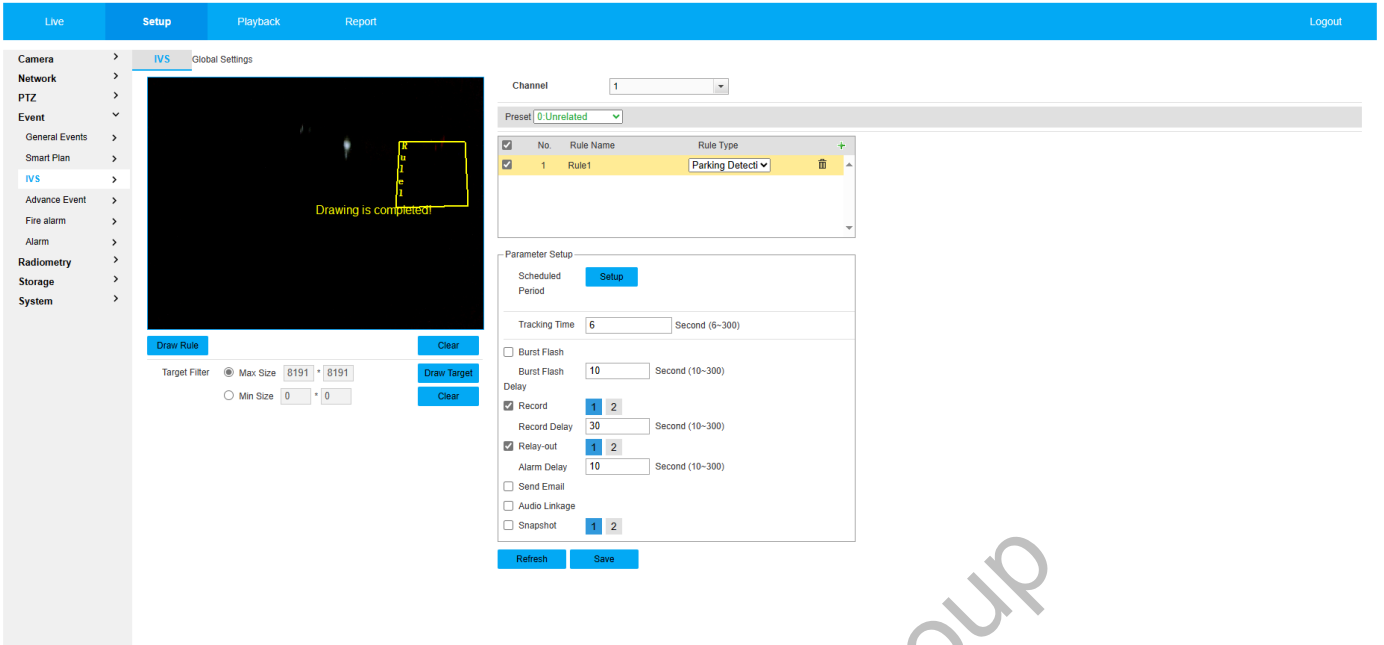 Live Setup Playback Report Logout
Camera
Network
PTZ
Event
General Events
Smart Plan
IVS
Advance Event
Fire alarm
Alarm
Radiometry
Storage
System
IVS Global Settings
Rule1
Drawing is completed!
Draw Rule Clear
Target Filter Max Size 8191 * 8191 Draw Target
Min Size 0 * 0 Clear
Channel 1
Preset 0:Unrelated
No. Rule Name Rule Type +
1 Rule1 Parking Detecti
Parameter Setup
Scheduled Setup
Period
Tracking Time 6 Second (6~300)
Burst Flash
Burst Flash 10 Second (10~300)
Delay
Record 1 2
Record Delay 30 Second (10~300)
Relay-out 1 2
Alarm Delay 10 Second (10~300)
Send Email
Audio Linkage
Snapshot 1 2
Refresh Save